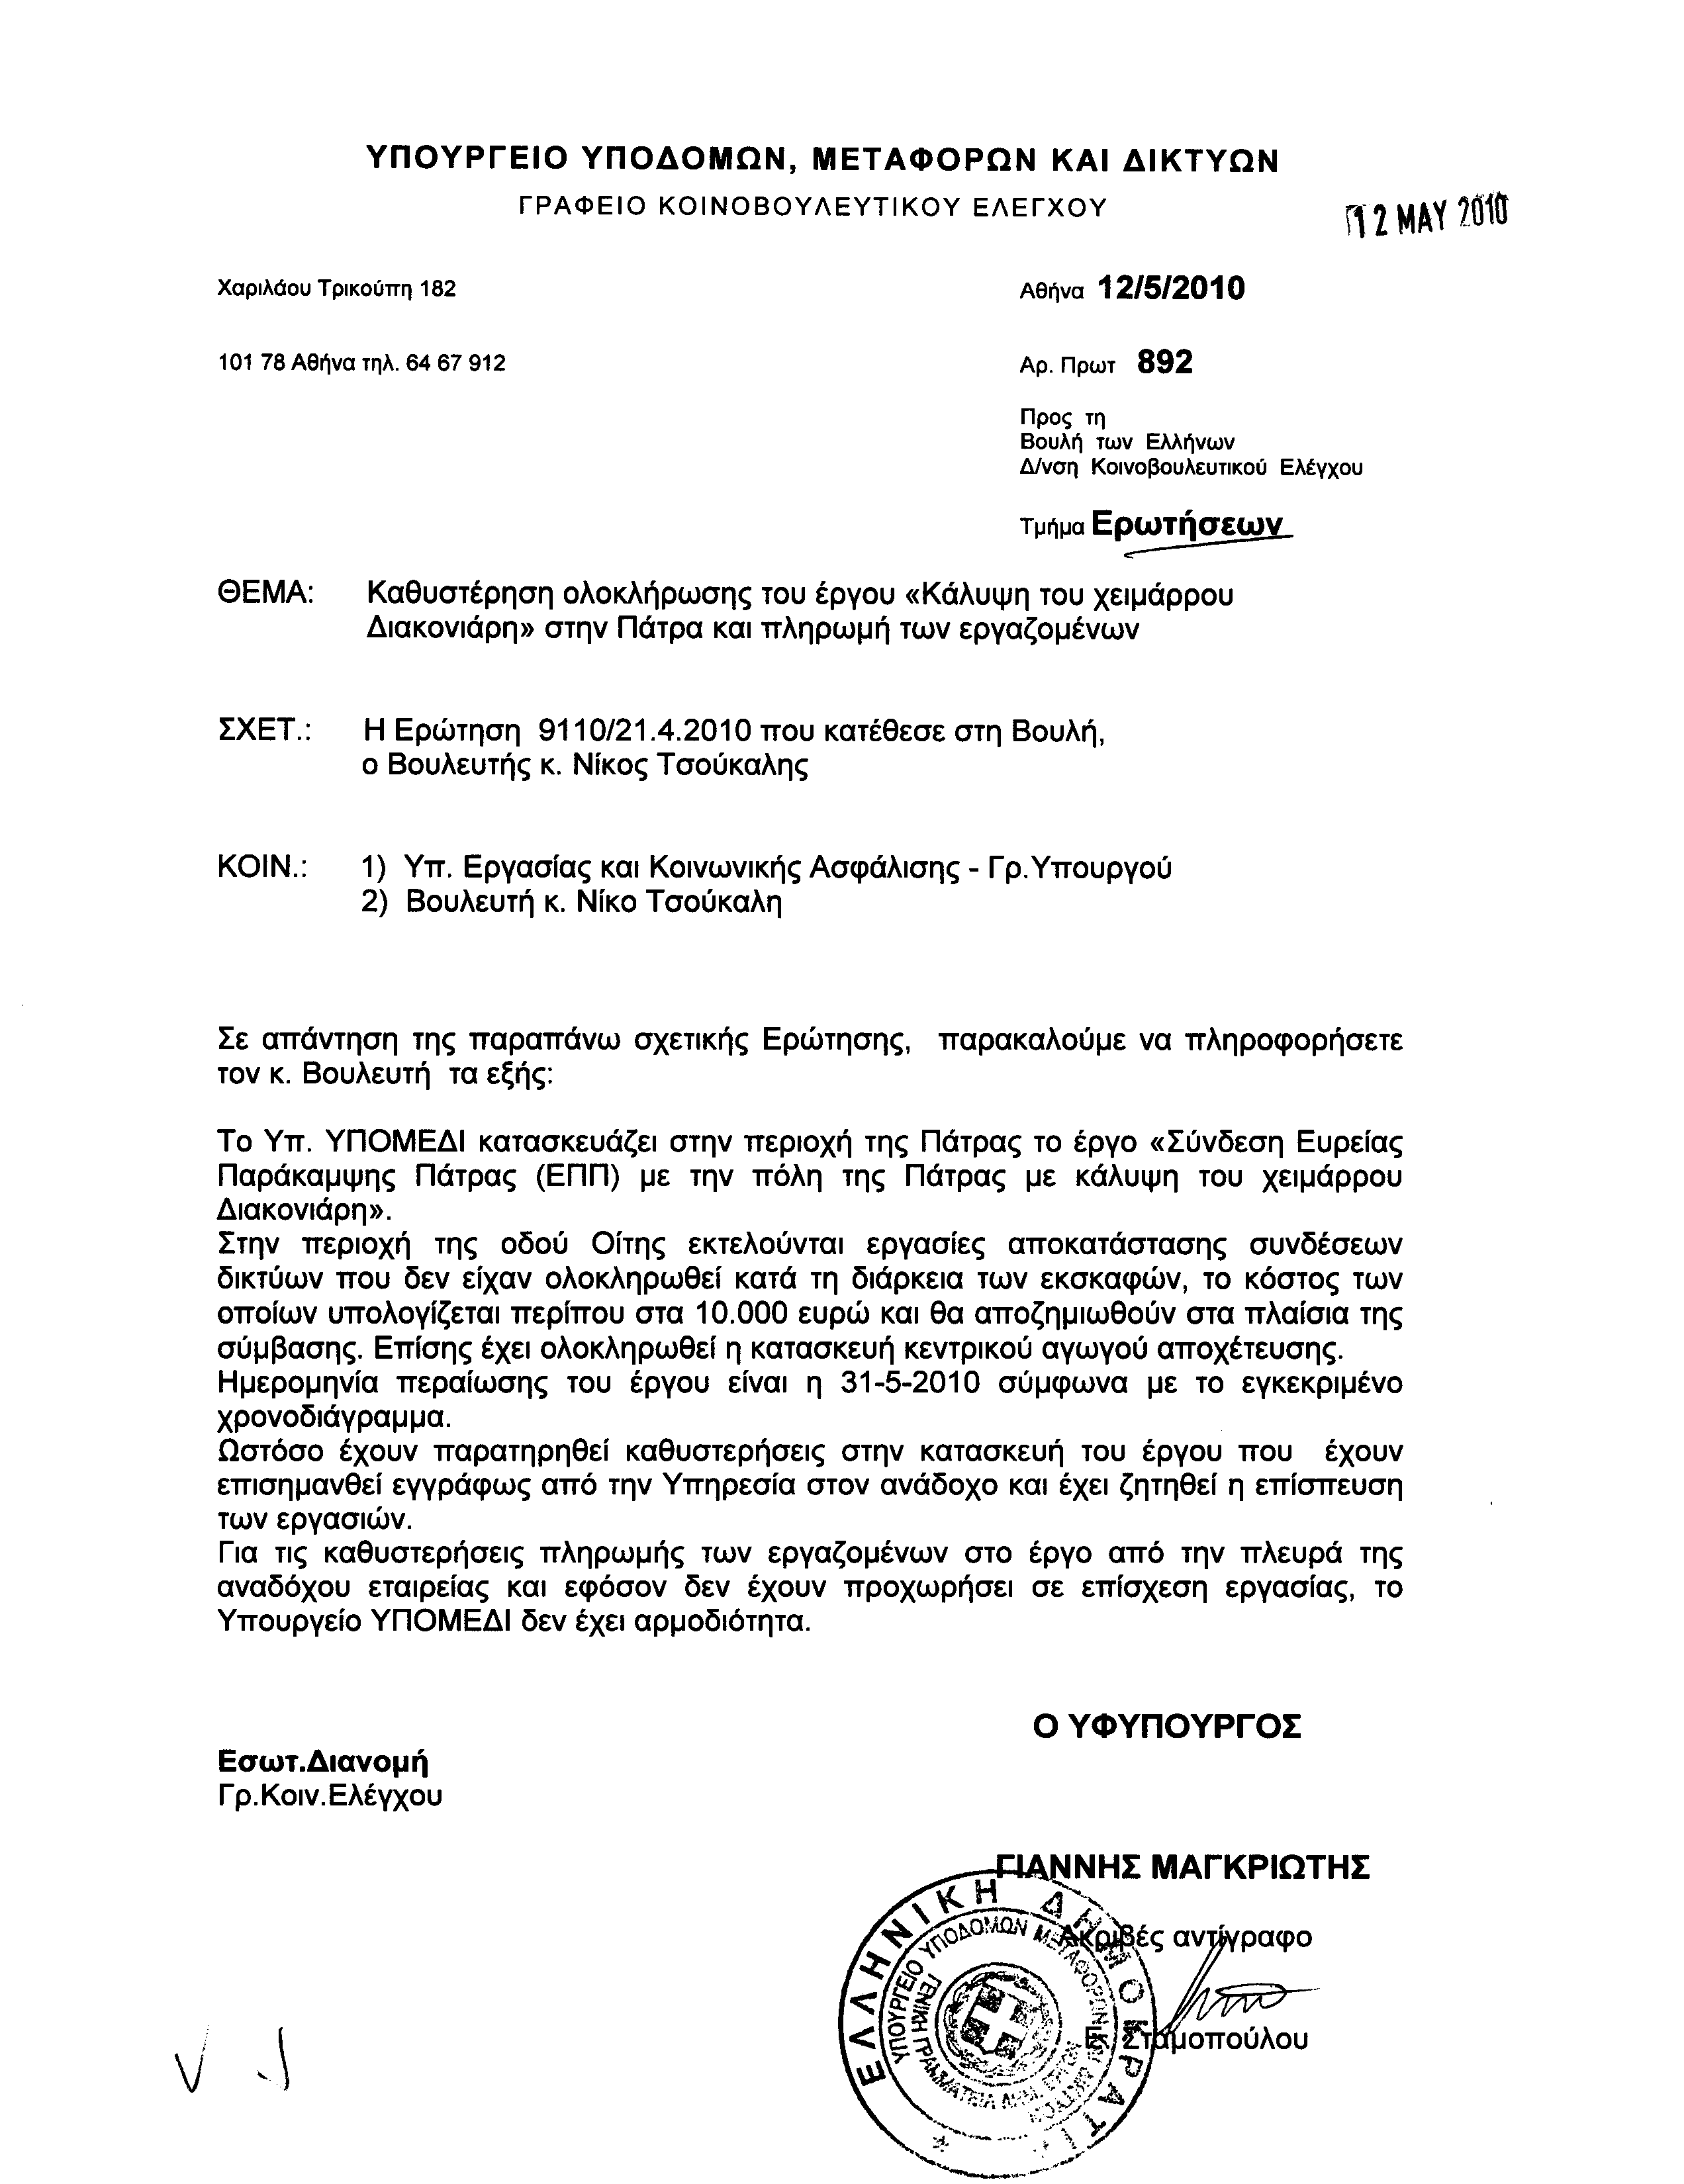 ΥΠΟΥΡΓΕΙΟ ΥΠΟΔΟΜΩΝ, ΜΕΤΑΦΟΡΩΝ ΚΑΙ ΔΙΚΤΥΩΝ
ΓΡΑΦΕΙΟ ΚΟΙΝΟΒΟΥΛΕΥΤΙΚΟΥ ΕΛΕΓΧΟΥ
12 MAY 2010
Χαριλάου Τρικούπη 182
Αθήνα 12/5/2010
101 78 Αθήνα τηλ. 64 67 912
Αρ. Πρωτ 892
Προς τη
Βουλή των Ελλήνων
Δ/νση Κοινοβουλευτικού Ελέγχου
Τμήμα Ερωτήσεων
ΘΕΜΑ: Καθυστέρηση ολοκλήρωσης του έργου «Κάλυψη του χειμάρρου
Διακονιάρη» στην Πάτρα και πληρωμή των εργαζομένων
ΣΧΕΤ.: Η Ερώτηση 9110/21.4.2010 που κατέθεσε στη Βουλή,
ο Βουλευτής κ. Νίκος Τσούκαλης
ΚΟΙΝ.: 1) Υπ. Εργασίας και Κοινωνικής Ασφάλισης - Γρ.Υπουργού
2) Βουλευτή κ. Νίκο Τσούκαλη
Σε απάντηση της παραπάνω σχετικής Ερώτησης, παρακαλούμε να πληροφορήσετε
τον κ. Βουλευτή τα εξής:
Το Υπ. ΥΠΟΜΕΔΙ κατασκευάζει στην περιοχή της Πάτρας το έργο «Σύνδεση Ευρείας
Παράκαμψης Πάτρας (ΕΠΠ) με την πόλη της Πάτρας με κάλυψη του χειμάρρου
Διακονιάρη».
Στην περιοχή της οδού Οίτης εκτελούνται εργασίες αποκατάστασης συνδέσεων
δικτύων που δεν είχαν ολοκληρωθεί κατά τη διάρκεια των εκσκαφών, το κόστος των
οποίων υπολογίζεται περίπου στα 10.000 ευρώ και θα αποζημιωθούν στα πλαίσια της
σύμβασης. Επίσης έχει ολοκληρωθεί η κατασκευή κεντρικού αγωγού αποχέτευσης.
Ημερομηνία περαίωσης του έργου είναι η 31-5-2010 σύμφωνα με το εγκεκριμένο
χρονοδιάγραμμα.
Ωστόσο έχουν παρατηρηθεί καθυστερήσεις στην κατασκευή του έργου που έχουν
επισημανθεί εγγράφως από την Υπηρεσία στον ανάδοχο και έχει ζητηθεί η επίσπευση
των εργασιών.
Για τις καθυστερήσεις πληρωμής των εργαζομένων στο έργο από την πλευρά της
αναδόχου εταιρείας και εφόσον δεν έχουν προχωρήσει σε επίσχεση εργασίας, το
Υπουργείο ΥΠΟΜΕΔΙ δεν έχει αρμοδιότητα.
Ο ΥΦΥΠΟΥΡΓΟΣ
Εσωτ.Διανομή
Γρ.Κοιν.Ελέγχου
ΓΙΑΝΝΗΣ ΜΑΓΚΡΙΩΤΗΣ
Ακριβές αντίγραφο
Σταμοπούλου
ΕΛΛΗΝΙΚΗ ΔΗΜΟΚΡΑΤΙ
ΥΠΟΥΡΓΕΙΟ ΥΠΟΔΟΜΩΝ ΜΕΤΑΦΟΡΩΝ
ΓΕΝΙΚΗ ΓΡΑΜΜΑΤΕΙΑ